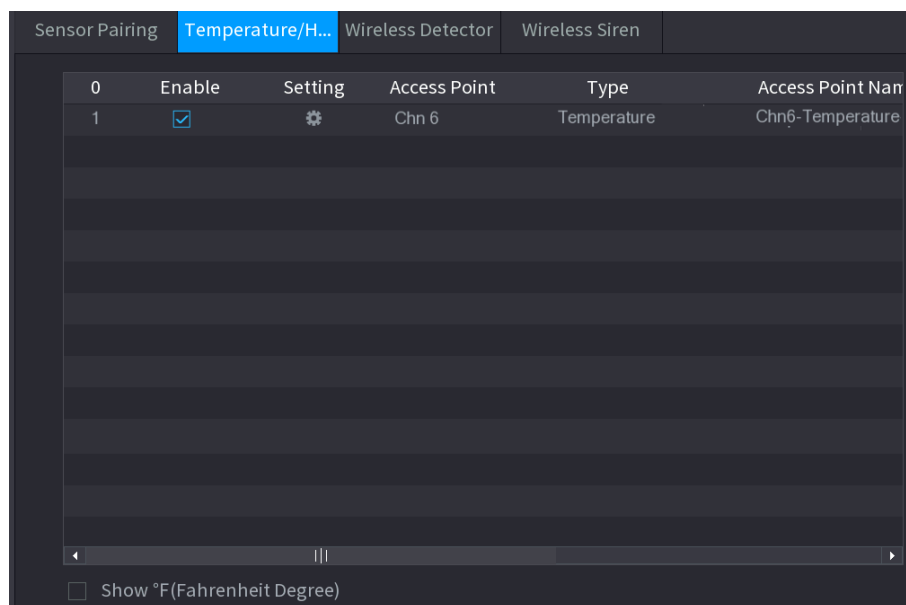 Sensor Pairing Temperature/H... Wireless Detector Wireless Siren
0 Enable Setting Access Point Type Access Point Nam
1 Chn 6 Temperature Chn6-Temperature
Show °F(Fahrenheit Degree)